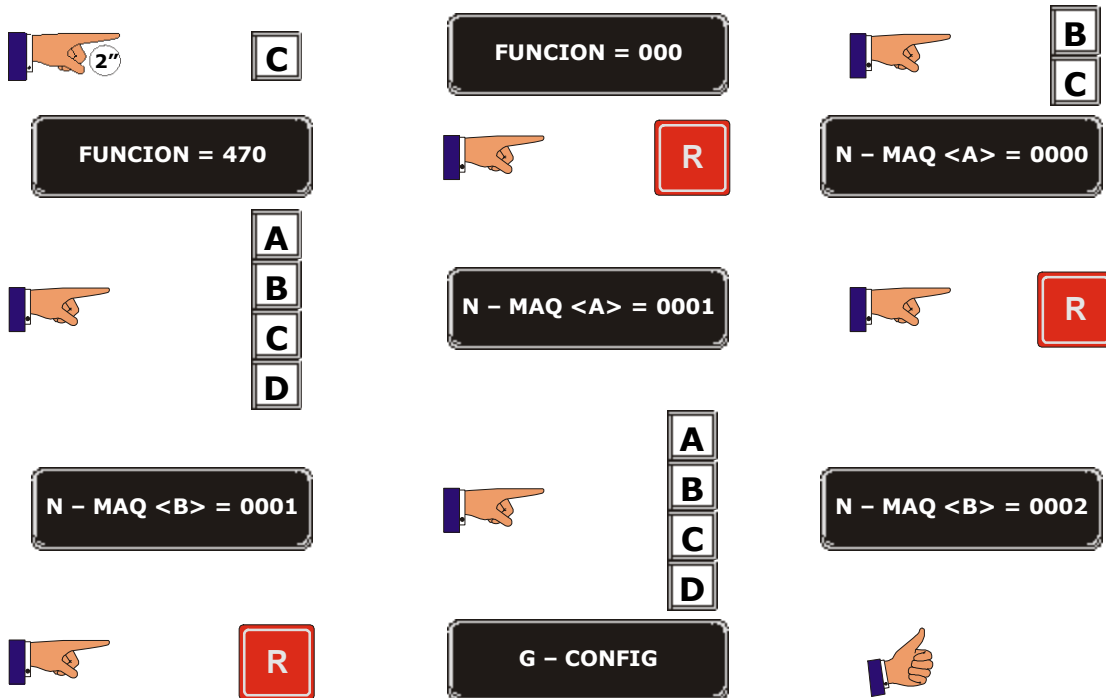 2”
C
FUNCION = 000
B
C
FUNCION = 470
R
N – MAQ <A> = 0000
A
B
C
D
N – MAQ <A> = 0001
R
N – MAQ <B> = 0001
A
B
C
D
N – MAQ <B> = 0002
R
G – CONFIG